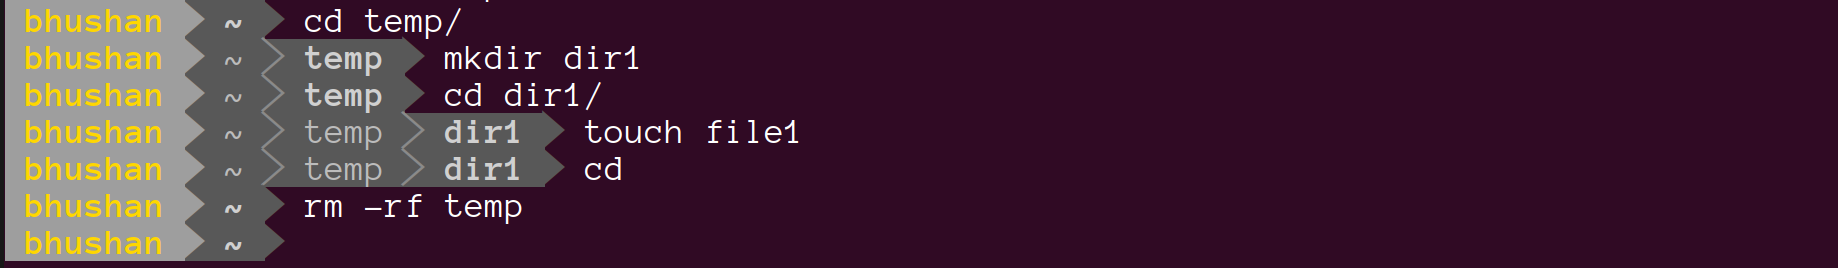 bhushan ~ cd temp/
bhushan ~ temp mkdir dir1
bhushan ~ temp cd dir1/
bhushan ~ temp dir1 touch file1
bhushan ~ temp dir1 cd
bhushan ~ rm -rf temp
bhushan ~